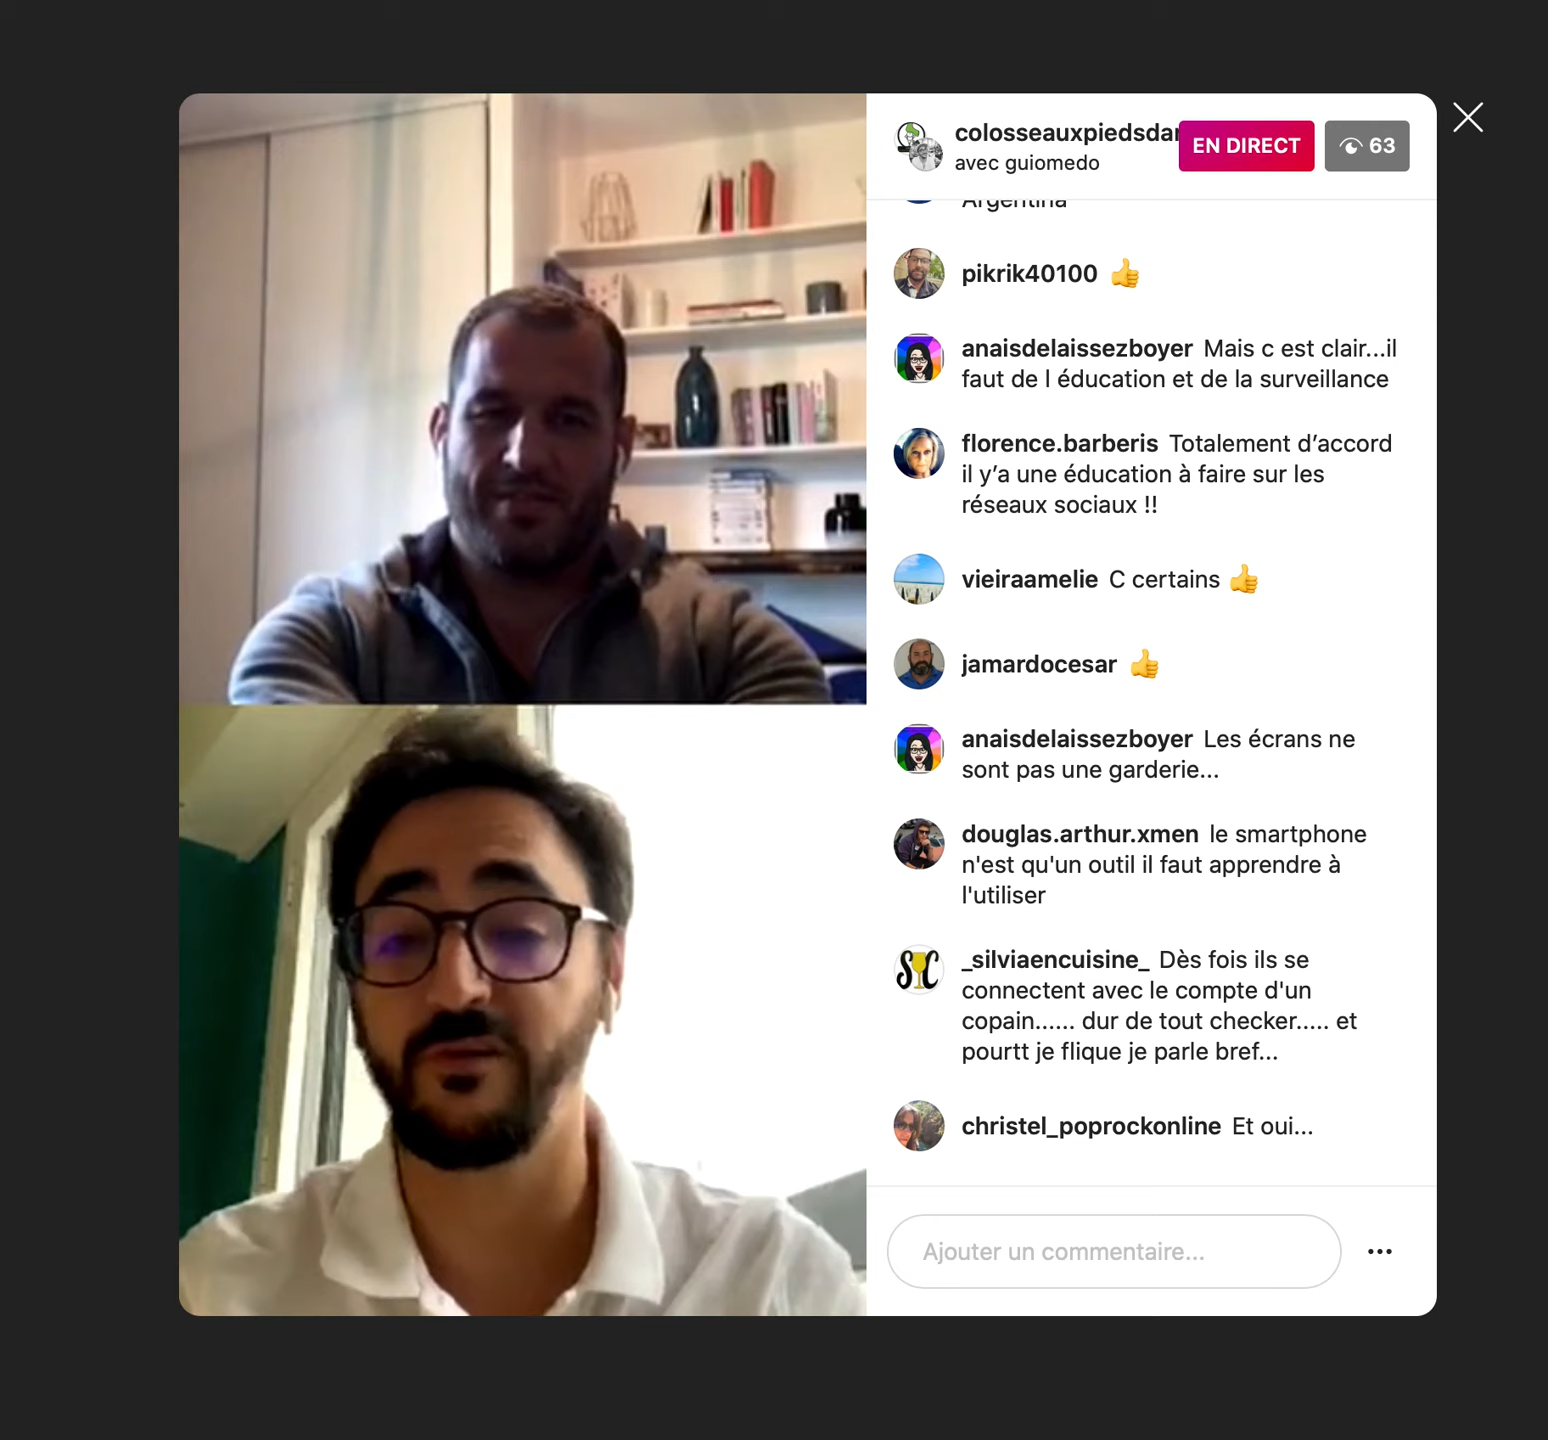 colosseauxpiedsdar
avec guiomedo
EN DIRECT
63
Argentina
pikrik40100 👍
anaisdelaissezboyer Mais c est clair...il
faut de l éducation et de la surveillance
florence.barberis Totalement d’accord
il y’a une éducation à faire sur les
réseaux sociaux !!
vieiraamelie C certains 👍
jamardocesar 👍
anaisdelaissezboyer Les écrans ne
sont pas une garderie...
douglas.arthur.xmen le smartphone
n'est qu'un outil il faut apprendre à
l'utiliser
_silviaencuisine_ Dès fois ils se
connectent avec le compte d'un
copain...... dur de tout checker..... et
pourtt je flique je parle bref...
christel_poprockonline Et oui...
Ajouter un commentaire...